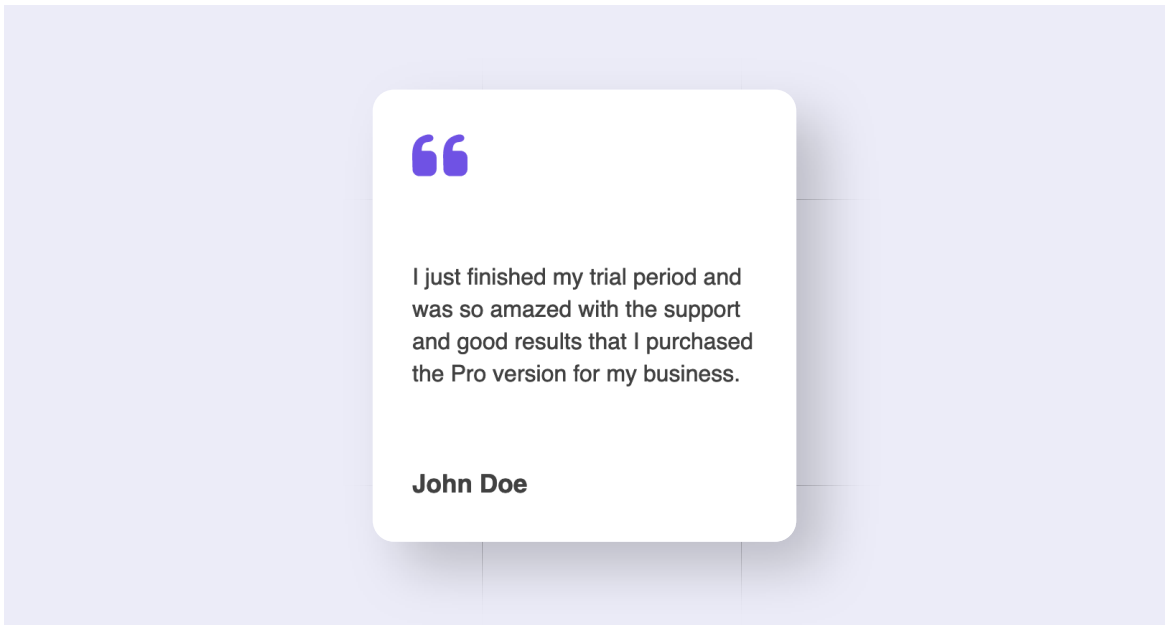 “
I just finished my trial period and
was so amazed with the support
and good results that I purchased
the Pro version for my business.
John Doe